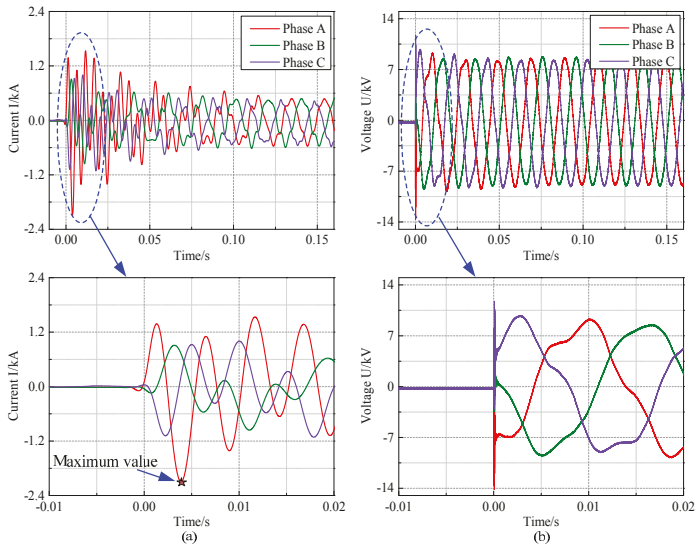 Phase A
Phase B
Phase C
Current I/kA
2.4
1.2
0.0
-1.2
-2.4
0.00
0.05
0.10
0.15
Time/s
Phase A
Phase B
Phase C
Voltage U/kV
14
7
0
-7
-14
0.00
0.05
0.10
0.15
Time/s
Current I/kA
2.4
1.2
0.0
-1.2
-2.4
Maximum value
-0.01
0.00
0.01
0.02
Time/s
(a)
Voltage U/kV
14
7
0
-7
-14
-0.01
0.00
0.01
0.02
Time/s
(b)